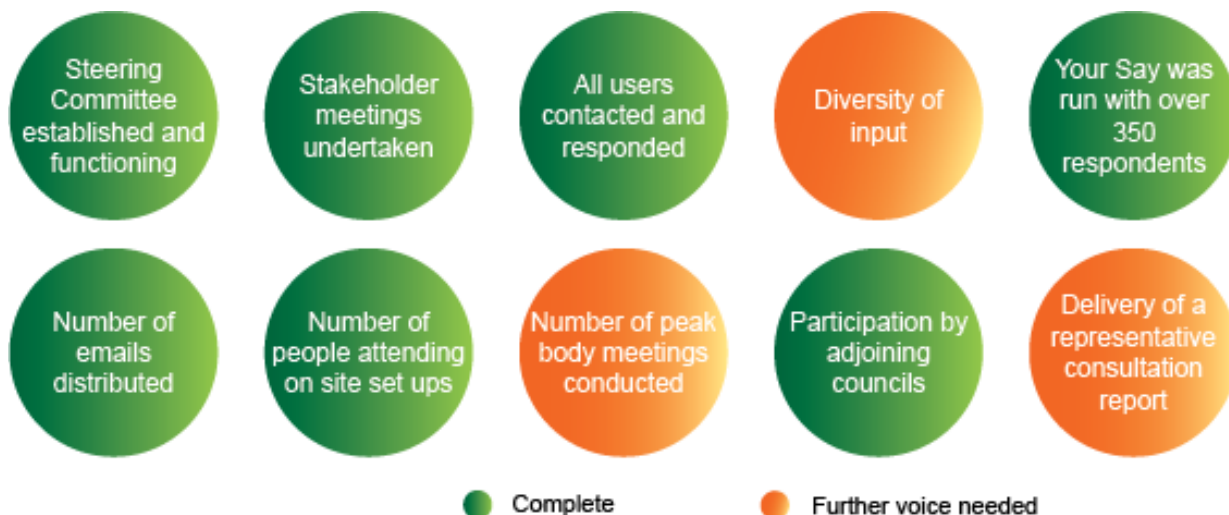 Steering
Committee
established and
functioning
Stakeholder
meetings
undertaken
All users
contacted and
responded
Diversity of
input
Your Say was
run with over
350
respondents
Number of
emails
distributed
Number of
people attending
on site set ups
Number of peak
body meetings
conducted
Participation by
adjoining
councils
Delivery of a
representative
consultation
report
Complete
Further voice needed